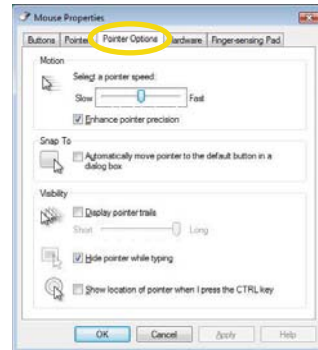 Mouse Properties
Buttons Pointers Pointer Options Hardware Finger-sensing Pad
Motion
Select a pointer speed:
Slow Fast
Enhance pointer precision
Snap To
Automatically move pointer to the default button in a
dialog box
Visibility
Display pointer trails
Short Long
Hide pointer while typing
Show location of pointer when I press the CTRL key
OK Cancel Apply Help